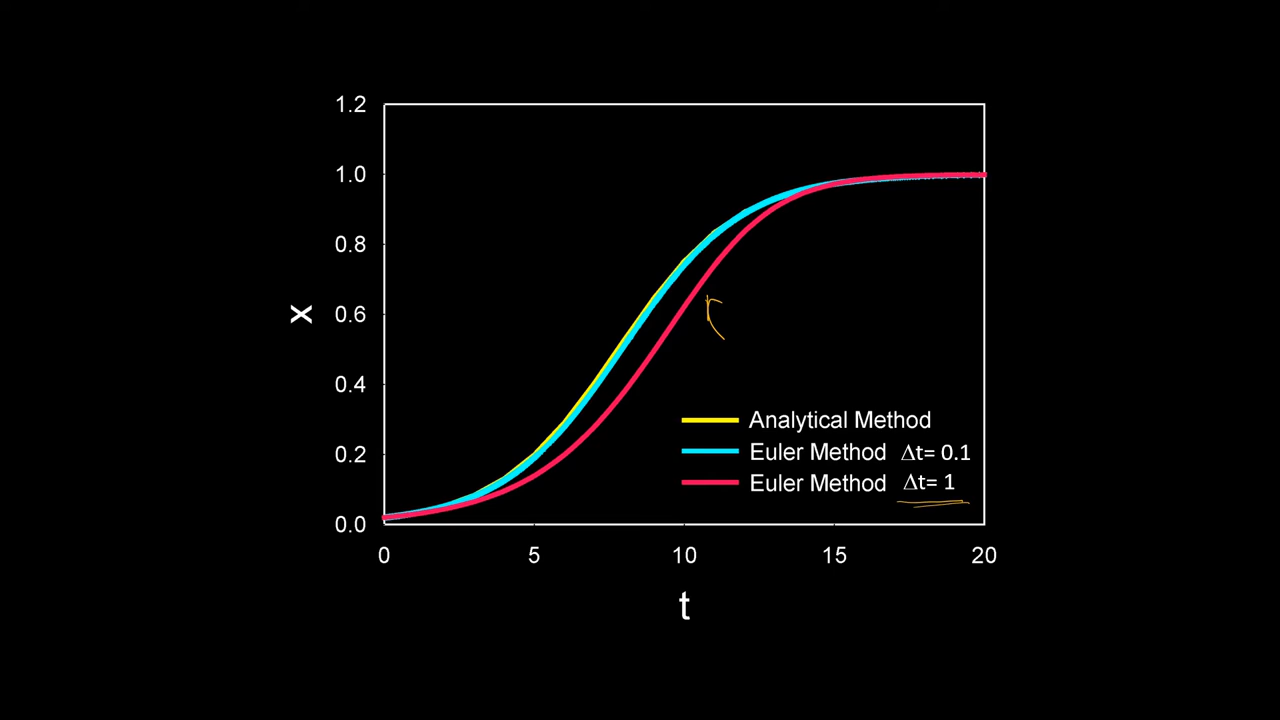 1.2
1.0
0.8
0.6
0.4
0.2
0.0
x
Analytical Method
Euler Method Δt= 0.1
Euler Method Δt= 1
0 5 10 15 20
t